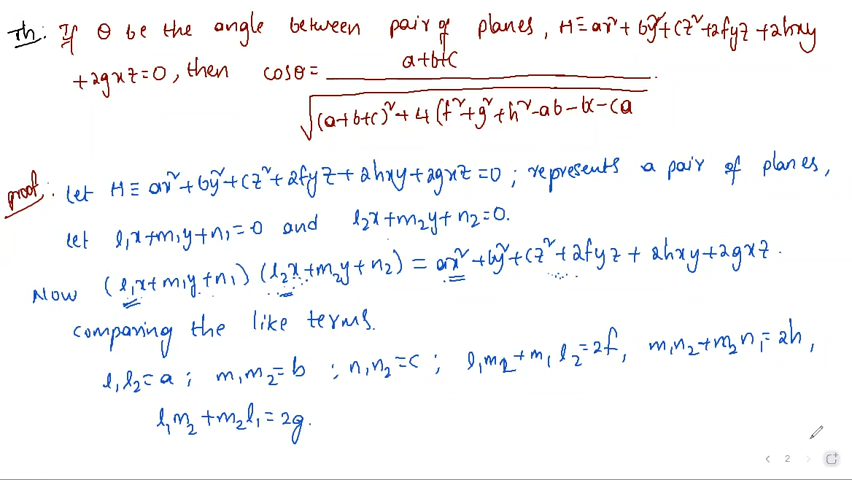 Th: If θ be the angle between pair of planes, H ≡ ax² + by² + cz² + 2fyz + 2hxy
+ 2gxz = 0, then cosθ = a+b+c / √(a+b+c)² + 4(f² + g² + h² - ab - bc - ca
proof: Let H ≡ ax² + by² + cz² + 2fyz + 2hxy + 2gxz = 0 ; represents a pair of planes,
let l₁x + m₁y + n₁ = 0 and l₂x + m₂y + n₂ = 0.
Now (l₁x + m₁y + n₁) (l₂x + m₂y + n₂) = ax² + by² + cz² + 2fyz + 2hxy + 2gxz.
comparing the like terms.
l₁l₂ = a ; m₁m₂ = b ; n₁n₂ = c ; l₁m₂ + m₁l₂ = 2f, m₁n₂ + m₂n₁ = 2h,
l₁n₂ + m₂l₁ = 2g.
< 2 >